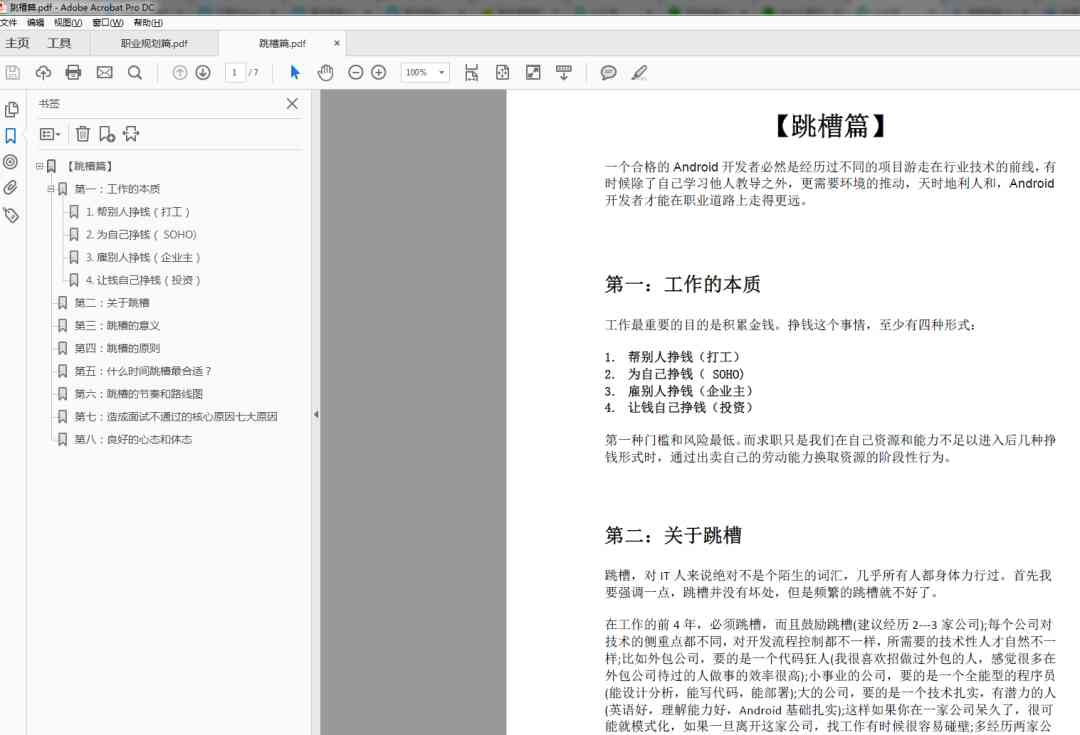 跳槽篇.pdf - Adobe Acrobat Pro DC
文件 编辑 视图(V) 窗口(W) 帮助(H)
主页 工具 职业规划篇.pdf 跳槽篇.pdf ×
1 / 7 100%
书签
【跳槽篇】
第一：工作的本质
1. 帮别人挣钱（打工）
2. 为自己挣钱（ SOHO)
3. 雇别人挣钱（企业主）
4. 让钱自己挣钱（投资）
第二：关于跳槽
第三：跳槽的意义
第四：跳槽的原则
第五：什么时间跳槽最合适？
第六：跳槽的节奏和路线图
第七：造成面试不通过的核心原因七大原因
第八：良好的心态和体态
【跳槽篇】
一个合格的 Android 开发者必然是经历过不同的项目游走在行业技术的前线，有
时候除了自己学习他人教导之外，更需要环境的推动，天时地利人和，Android
开发者才能在职业道路上走得更远。
第一：工作的本质
工作最重要的目的是积累金钱。挣钱这个事情，至少有四种形式：
1. 帮别人挣钱（打工）
2. 为自己挣钱（ SOHO)
3. 雇别人挣钱（企业主）
4. 让钱自己挣钱（投资）
第一种门槛和风险最低。而求职只是我们在自己资源和能力不足以进入后几种挣
钱形式时，通过出卖自己的劳动能力换取资源的阶段性行为。
第二：关于跳槽
跳槽，对 IT 人来说绝对不是个陌生的词汇，几乎所有人都身体力行过。首先我
要强调一点，跳槽并没有坏处，但是频繁的跳槽就不好了。
在工作的前 4 年，必须跳槽，而且鼓励跳槽(建议经历 2---3 家公司);每个公司对
技术的侧重点都不同，对开发流程控制都不一样，所需要的技术性人才自然不一
样;比如外包公司，要的是一个代码狂人(我很喜欢招做过外包的人，感觉很多在
外包公司待过的人做事的效率很高);小事业的公司，要的是一个全能型的程序员
(能设计分析，能写代码，能部署);大的公司，要的是一个技术扎实，有潜力的人
(英语好，理解能力好，Android 基础扎实);这样如果你在一家公司呆久了，很可
能就模式化，如果一旦离开这家公司，找工作有时候很容易碰壁;多经历两家公